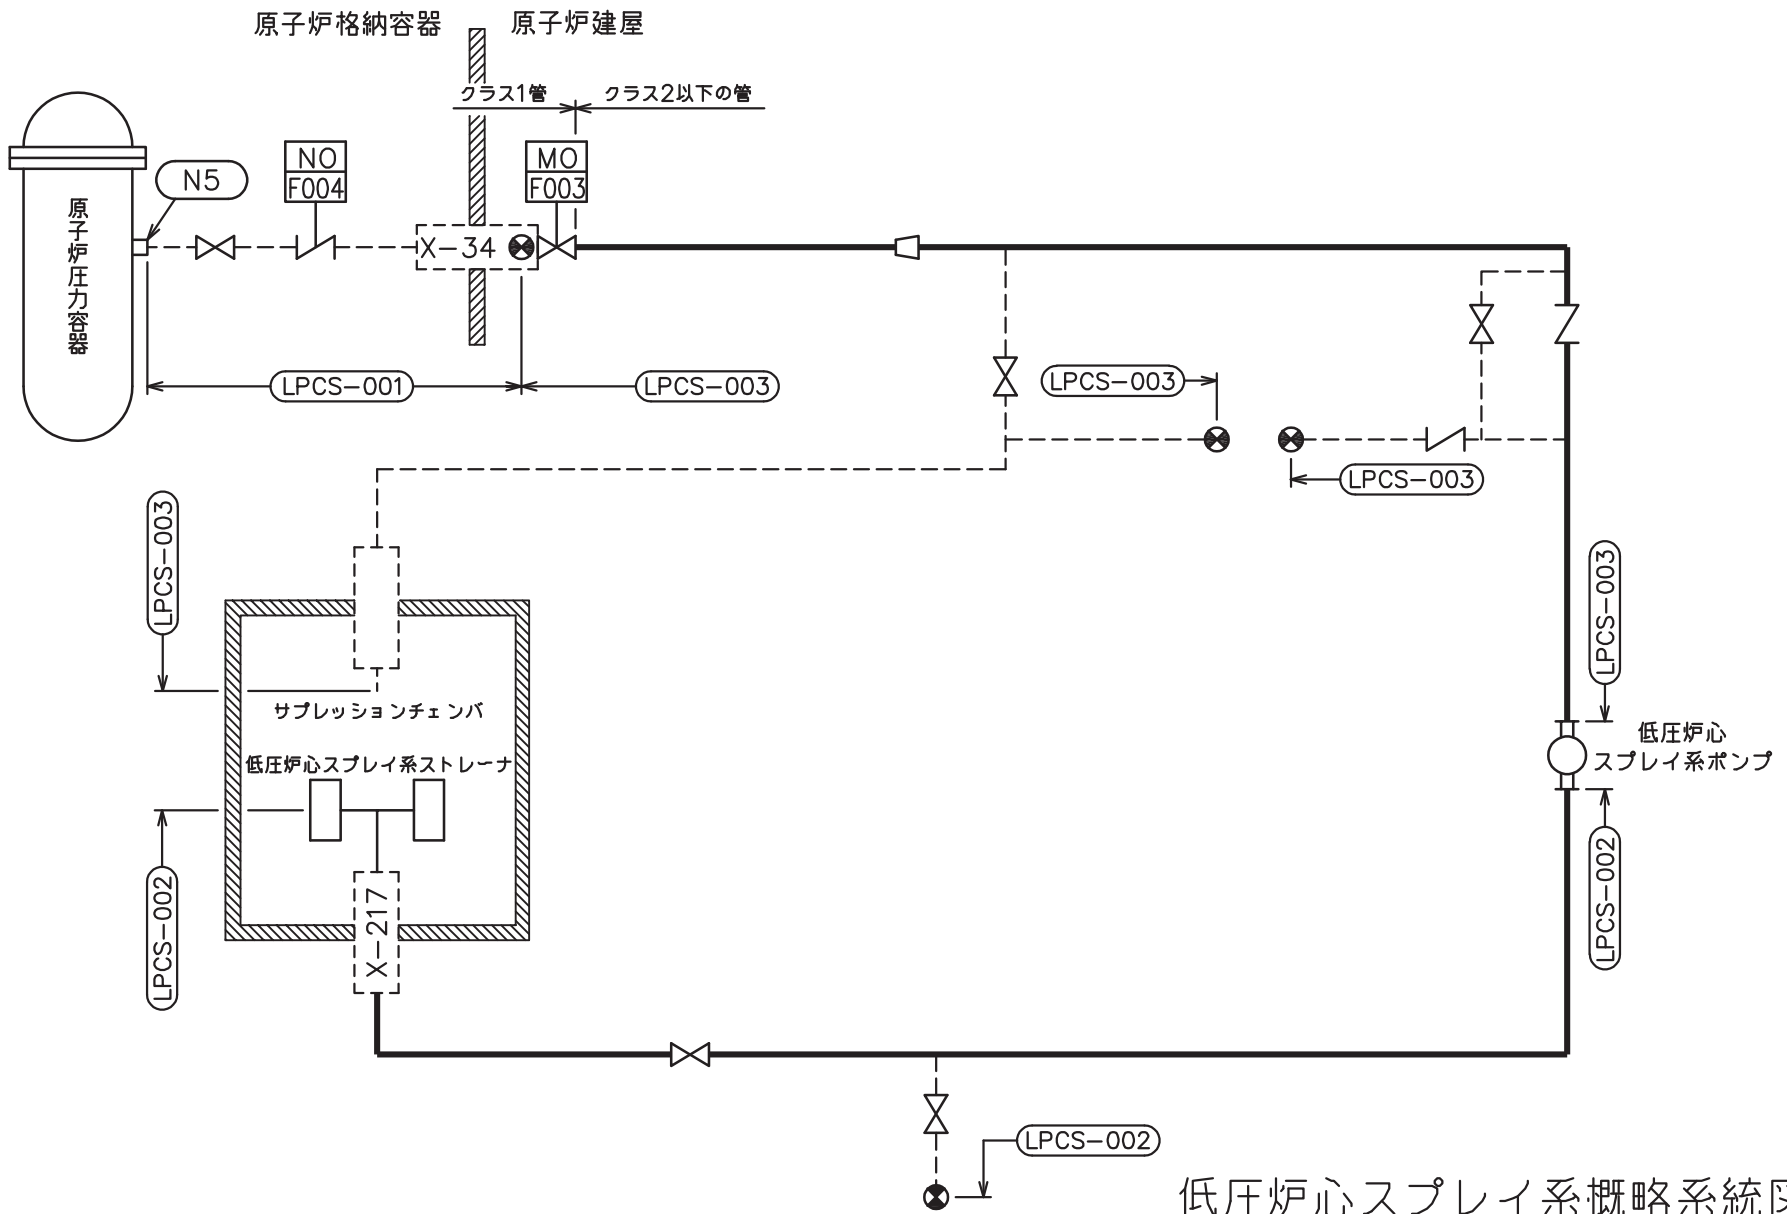 原子炉格納容器
原子炉建屋
クラス1管
クラス2以下の管
N5
NO
F004
MO
F003
原子炉圧力容器
X-34
LPCS-001
LPCS-003
LPCS-003
LPCS-003
LPCS-003
LPCS-003
サプレッションチェンバ
低圧炉心スプレイ系ストレーナ
低圧炉心
スプレイ系ポンプ
LPCS-002
X-217
LPCS-002
LPCS-002
低圧炉心スプレイ系概略系統図